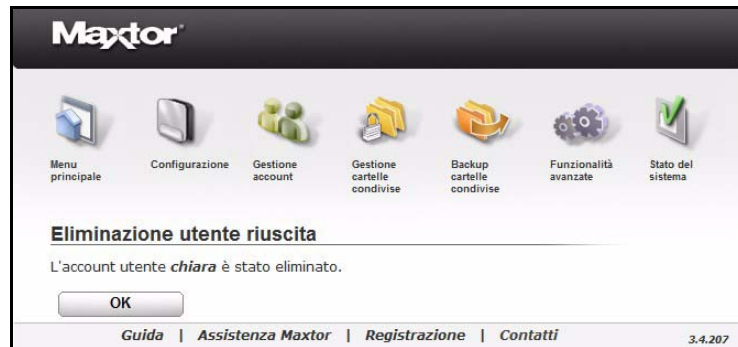 Maxtor
Menu principale
Configurazione
Gestione account
Gestione cartelle condivise
Backup cartelle condivise
Funzionalità avanzate
Stato del sistema
Eliminazione utente riuscita
L'account utente chiara è stato eliminato.
OK
Guida | Assistenza Maxtor | Registrazione | Contatti
3.4.207